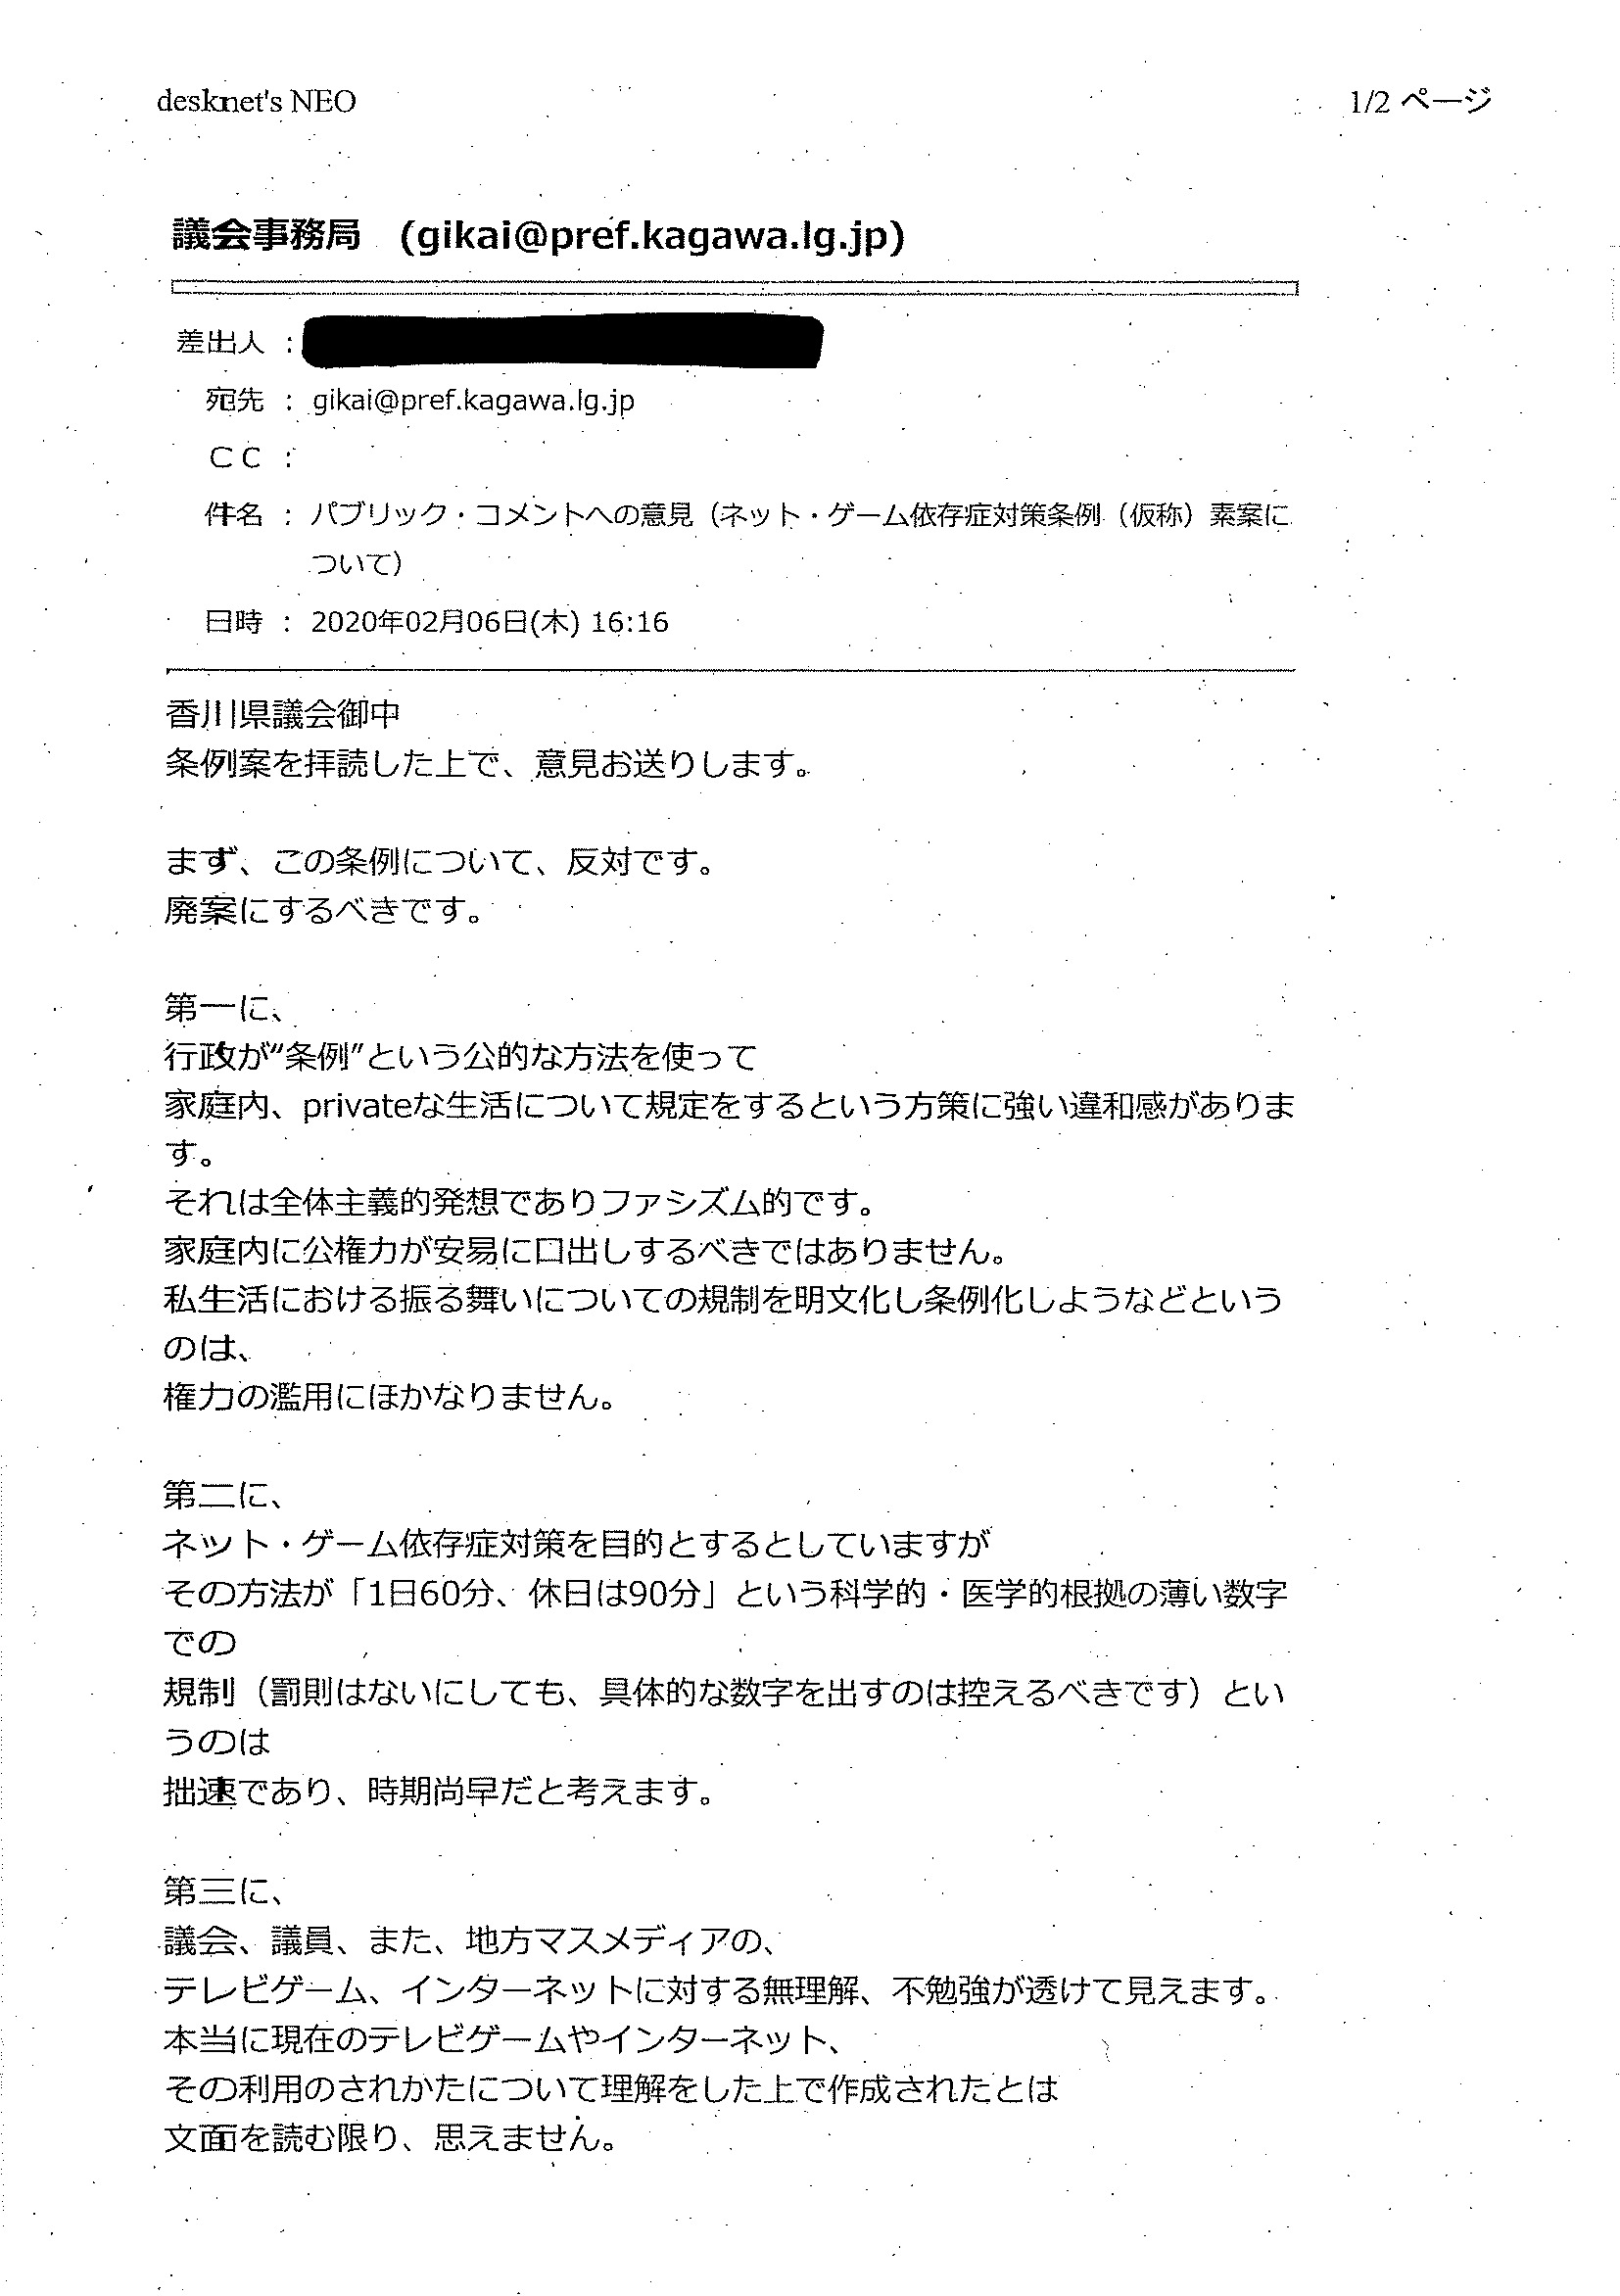 desknet's NEO
1/2 ページ
議会事務局 (gikai@pref.kagawa.lg.jp)
差出人 :
宛先 : gikai@pref.kagawa.lg.jp
CC :
件名 : パブリック・コメントへの意見（ネット・ゲーム依存症対策条例（仮称）素案に
ついて）
日時 : 2020年02月06日(木) 16:16
香川県議会御中
条例案を拝読した上で、意見お送りします。
まず、この条例について、反対です。
廃案にするべきです。
第一に、
行政が"条例"という公的な方法を使って
家庭内、privateな生活について規定をするという方策に強い違和感がありま
す。
それは全体主義的発想でありファシズム的です。
家庭内に公権力が安易に口出しするべきではありません。
私生活における振る舞いについての規制を明文化し条例化しようなどという
のは、
権力の濫用にほかなりません。
第二に、
ネット・ゲーム依存症対策を目的とするとしていますが
その方法が「1日60分、休日は90分」という科学的・医学的根拠の薄い数字
での
規制（罰則はないにしても、具体的な数字を出すのは控えるべきです）とい
うのは
拙速であり、時期尚早だと考えます。
第三に、
議会、議員、また、地方マスメディアの、
テレビゲーム、インターネットに対する無理解、不勉強が透けて見えます。
本当に現在のテレビゲームやインターネット、
その利用のされかたについて理解をした上で作成されたとは
文面を読む限り、思えません。